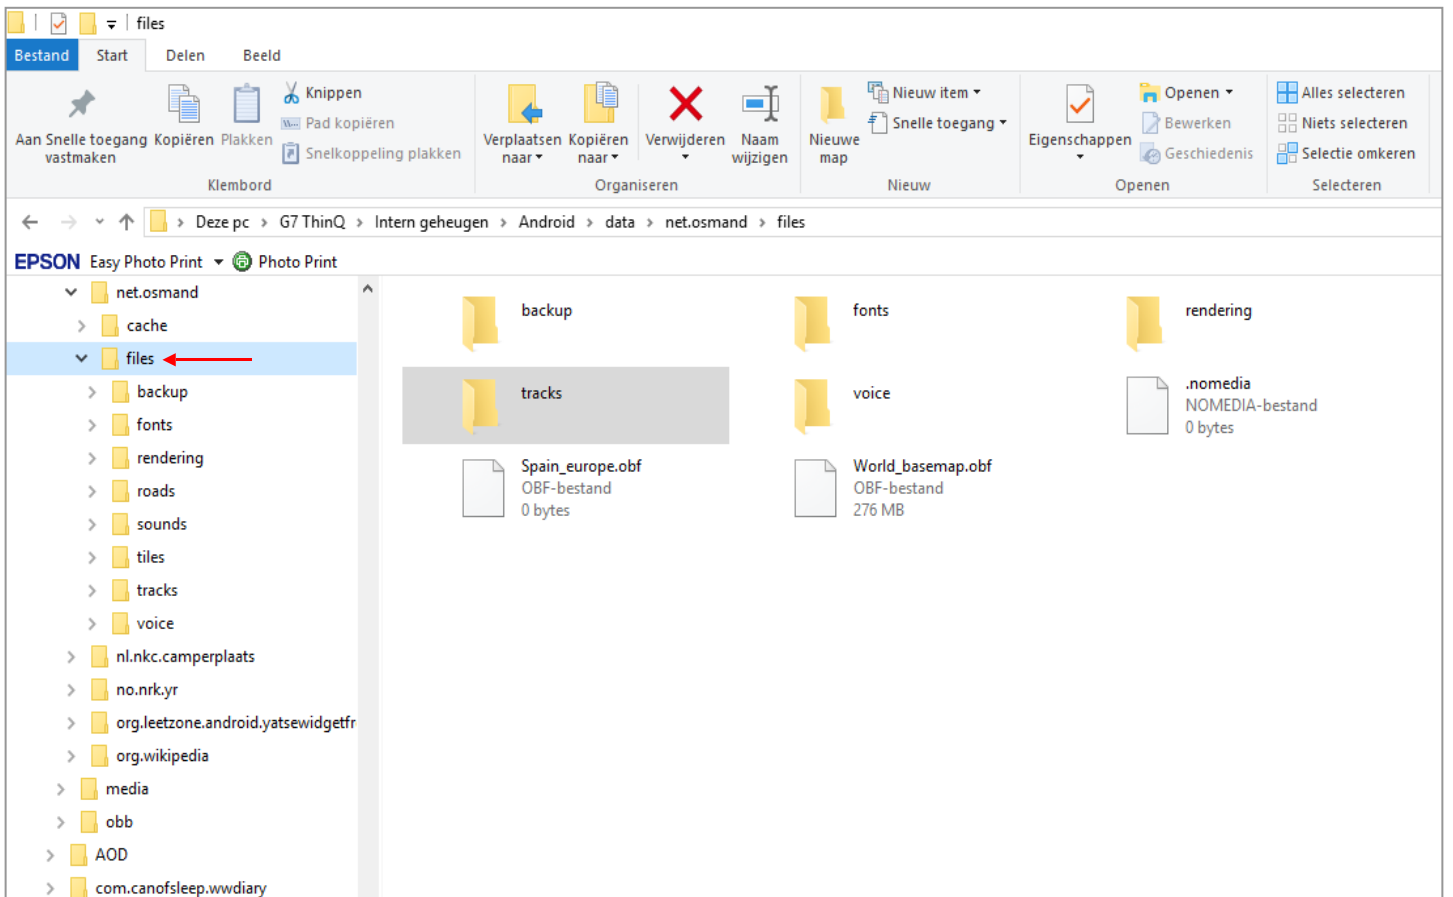 files
Bestand Start Delen Beeld
Aan Snelle toegang
vastmaken
Kopiëren
Plakken
Knippen
Pad kopiëren
Snelkoppeling plakken
Klembord
Verplaatsen
naar
Kopiëren
naar
Verwijderen
Naam
wijzigen
Organiseren
Nieuwe
map
Nieuw item
Snelle toegang
Nieuw
Eigenschappen
Openen
Bewerken
Geschiedenis
Openen
Alles selecteren
Niets selecteren
Selectie omkeren
Selecteren
Deze pc > G7 ThinQ > Intern geheugen > Android > data > net.osmand > files
EPSON Easy Photo Print Photo Print
net.osmand
cache
files
backup
fonts
rendering
roads
sounds
tiles
tracks
voice
nl.nkc.camperplaats
no.nrk.yr
org.leetzone.android.yatsewidgetfr
org.wikipedia
media
obb
AOD
com.canofsleep.wwdiary
backup
fonts
rendering
tracks
voice
.nomedia
NOMEDIA-bestand
0 bytes
Spain_europe.obf
OBF-bestand
0 bytes
World_basemap.obf
OBF-bestand
276 MB